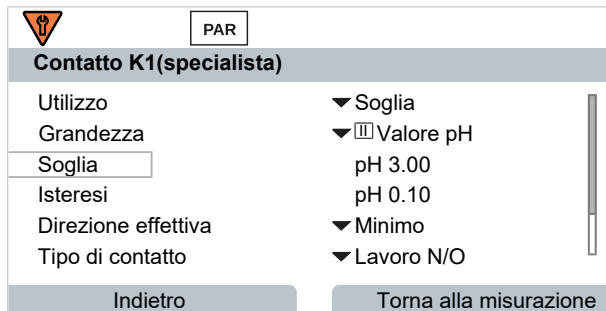 PAR
Contatto K1(specialista)
Utilizzo Soglia
Grandezza II Valore pH
Soglia pH 3.00
Isteresi pH 0.10
Direzione effettiva Minimo
Tipo di contatto Lavoro N/O
Indietro Torna alla misurazione